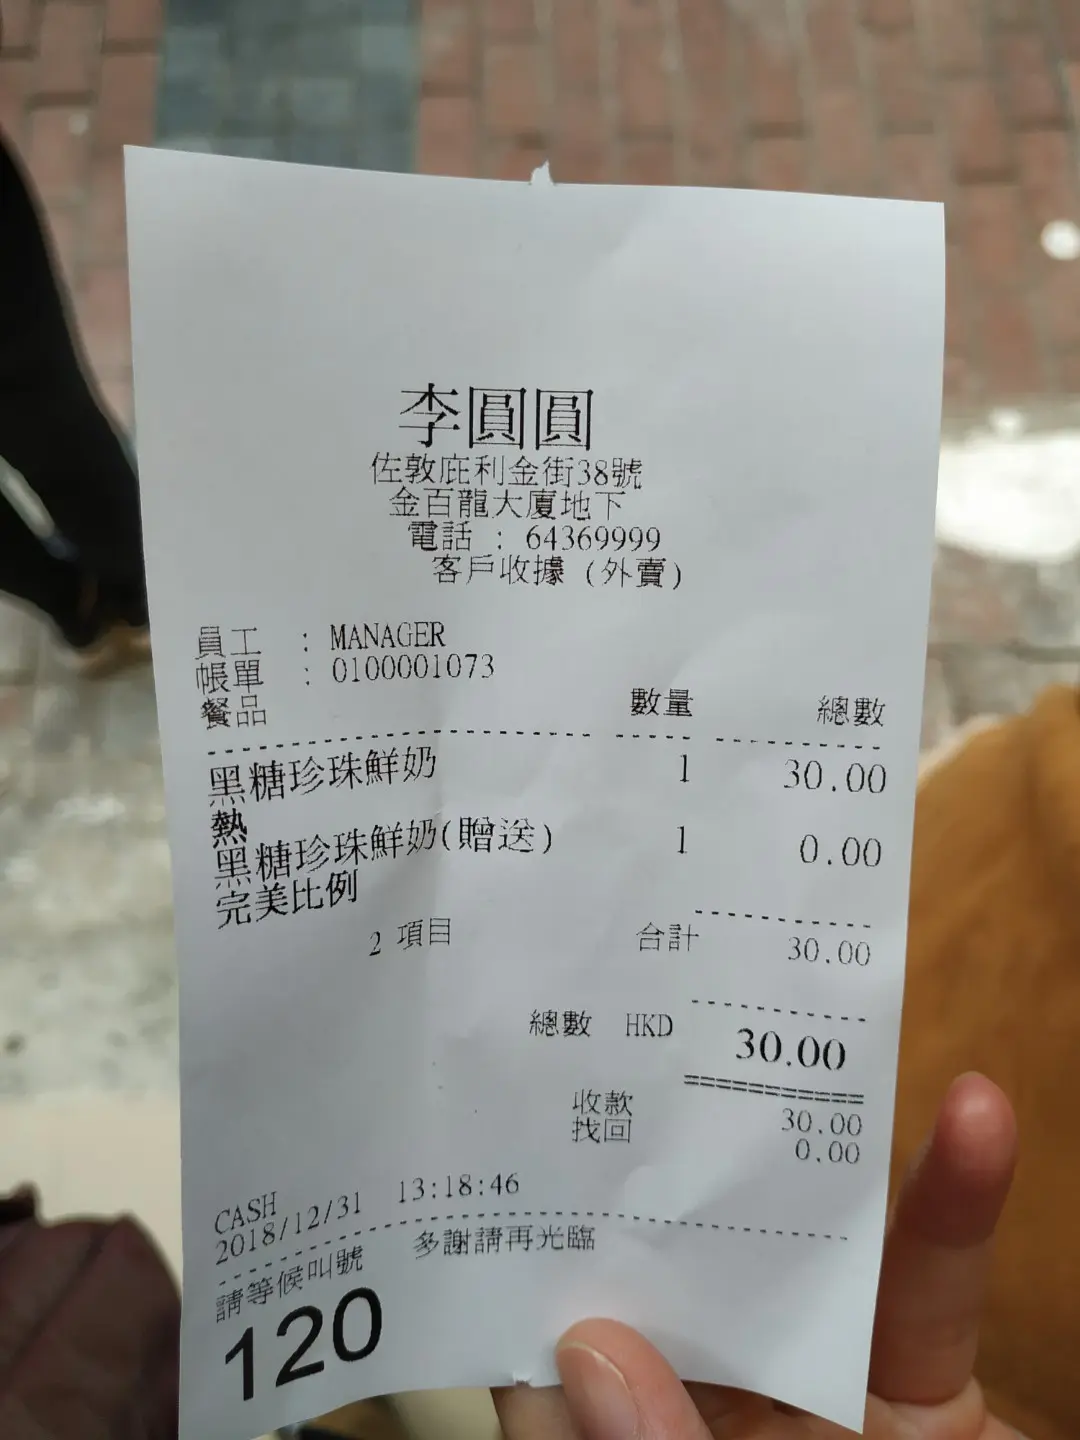 李圓圓
佐敦庇利金街38號
金百龍大廈地下
電話 : 64369999
客戶收據 (外賣)
員工 : MANAGER
帳單 : 0100001073
餐品 數量 總數
黑糖珍珠鮮奶 1 30.00
熱
黑糖珍珠鮮奶(贈送) 1 0.00
完美比例
2 項目 合計 30.00
總數 HKD 30.00
收款 30.00
找回 0.00
CASH
2018/12/31 13:18:46
多謝請再光臨
請等候叫號
120